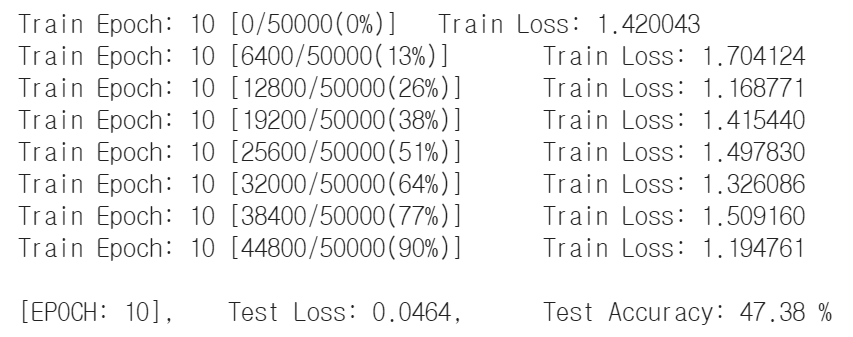 Train Epoch: 10 [0/50000(0%)] Train Loss: 1.420043
Train Epoch: 10 [6400/50000(13%)] Train Loss: 1.704124
Train Epoch: 10 [12800/50000(26%)] Train Loss: 1.168771
Train Epoch: 10 [19200/50000(38%)] Train Loss: 1.415440
Train Epoch: 10 [25600/50000(51%)] Train Loss: 1.497830
Train Epoch: 10 [32000/50000(64%)] Train Loss: 1.326086
Train Epoch: 10 [38400/50000(77%)] Train Loss: 1.509160
Train Epoch: 10 [44800/50000(90%)] Train Loss: 1.194761
[EPOCH: 10], Test Loss: 0.0464, Test Accuracy: 47.38 %